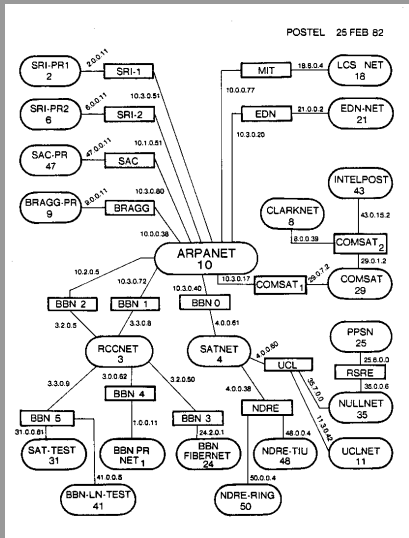 POSTEL 25 FEB 82
SRI-PR1
2
2.0.0.11
SRI-1
10.3.0.51
MIT
10.0.0.77
18.8.0.4
LCS NET
18
SRI-PR2
6
6.0.0.11
SRI-2
EDN
10.3.0.20
21.0.0.2
EDN-NET
21
SAC-PR
47
47.0.0.11
SAC
10.1.0.51
INTELPOST
43
43.0.15.2
BRAGG-PR
9
9.0.0.11
BRAGG
10.3.0.80
10.0.0.38
CLARKNET
8
8.0.0.39
COMSAT 2
29.0.1.2
ARPANET
10
10.3.0.17
COMSAT 1
29.0.7.2
COMSAT
29
10.2.0.5
10.3.0.72
10.3.0.40
BBN 2
BBN 1
BBN 0
3.2.0.5
3.3.0.8
4.0.0.61
RCCNET
3
SATNET
4
4.0.0.60
UCL
PPSN
25
25.6.0.0
RSRE
35.0.0.6
35.7.0.0
NULLNET
35
3.3.0.9
3.0.0.62
3.2.0.50
4.0.0.38
11.3.0.42
BBN 5
BBN 4
BBN 3
NDRE
31.0.0.61
1.0.0.11
24.2.0.1
48.0.0.4
SAT-TEST
31
BBN PR
NET 1
BBN
FIBERNET
24
NDRE-TIU
48
UCLNET
11
41.0.0.5
50.0.0.4
BBN-LN-TEST
41
NDRE-RING
50